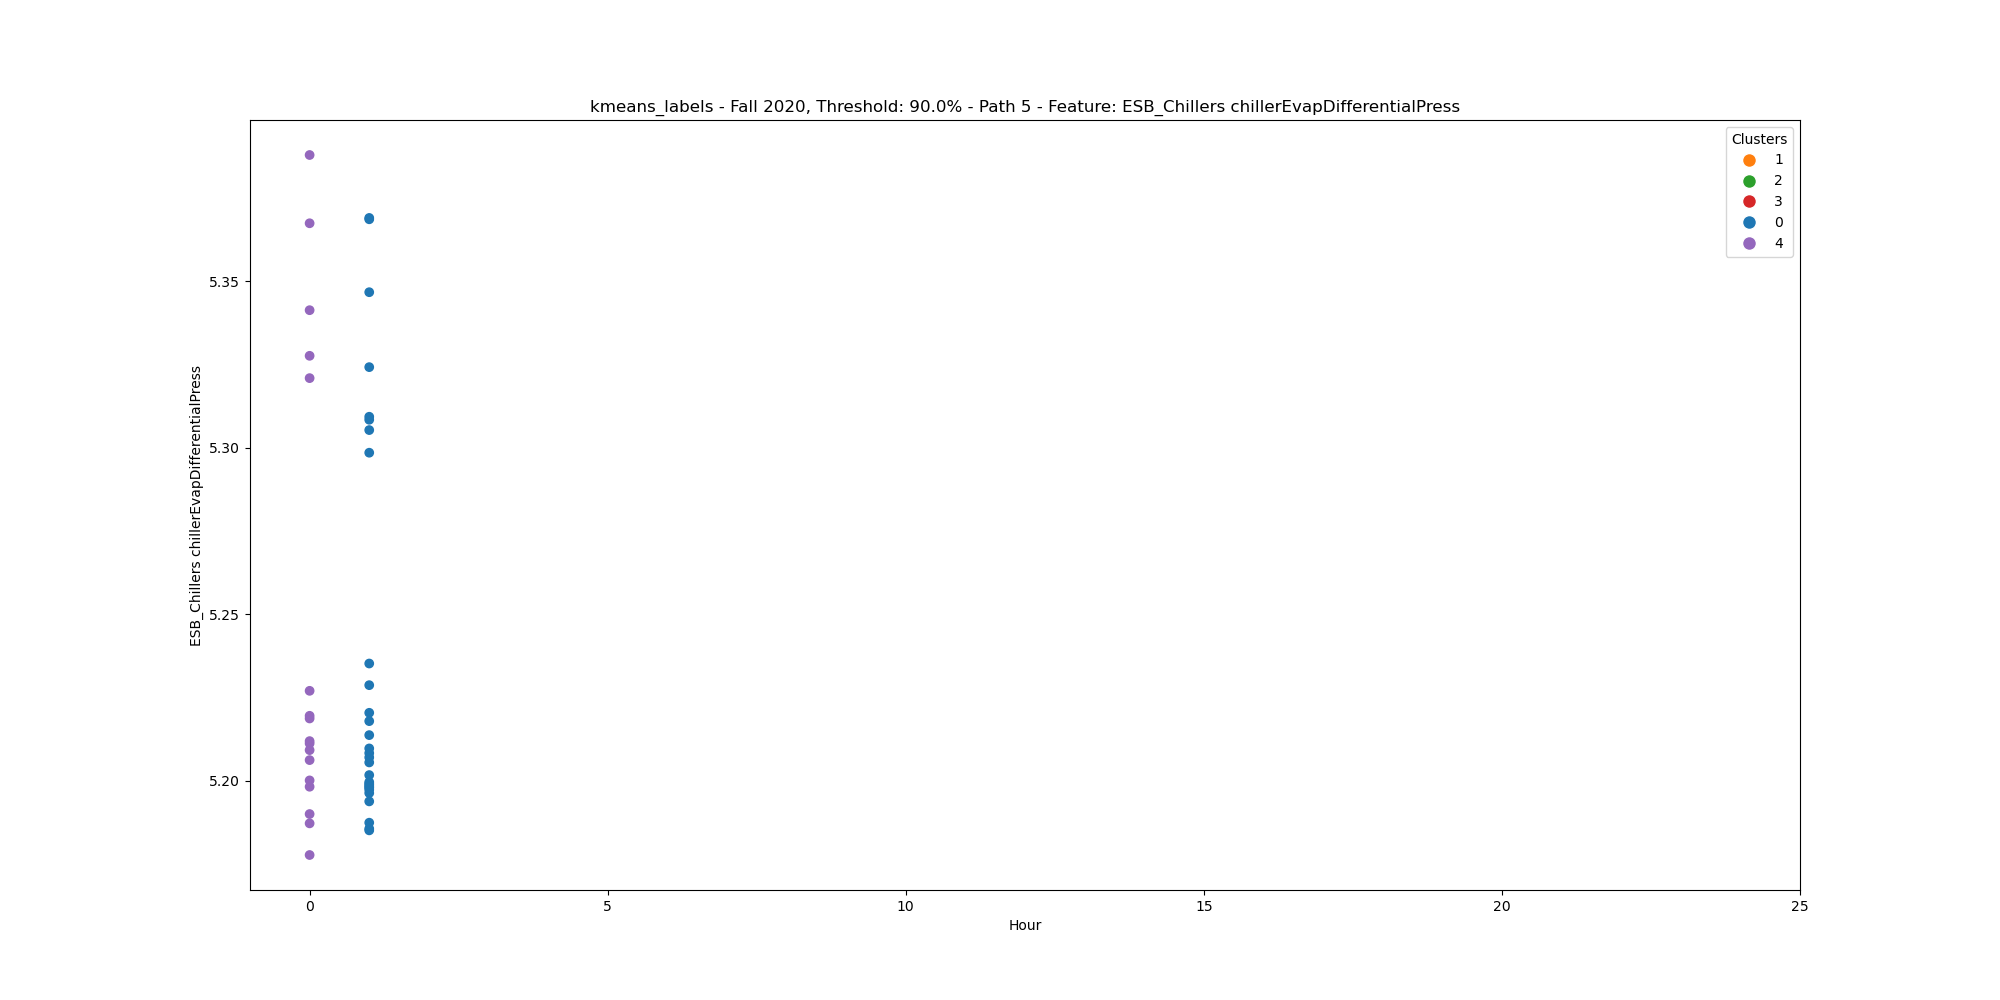 kmeans_labels - Fall 2020, Threshold: 90.0% - Path 5 - Feature: ESB_Chillers chillerEvapDifferentialPress
Clusters
1
2
3
0
4
ESB_Chillers chillerEvapDifferentialPress
5.35
5.30
5.25
5.20
0 5 10 15 20 25
Hour